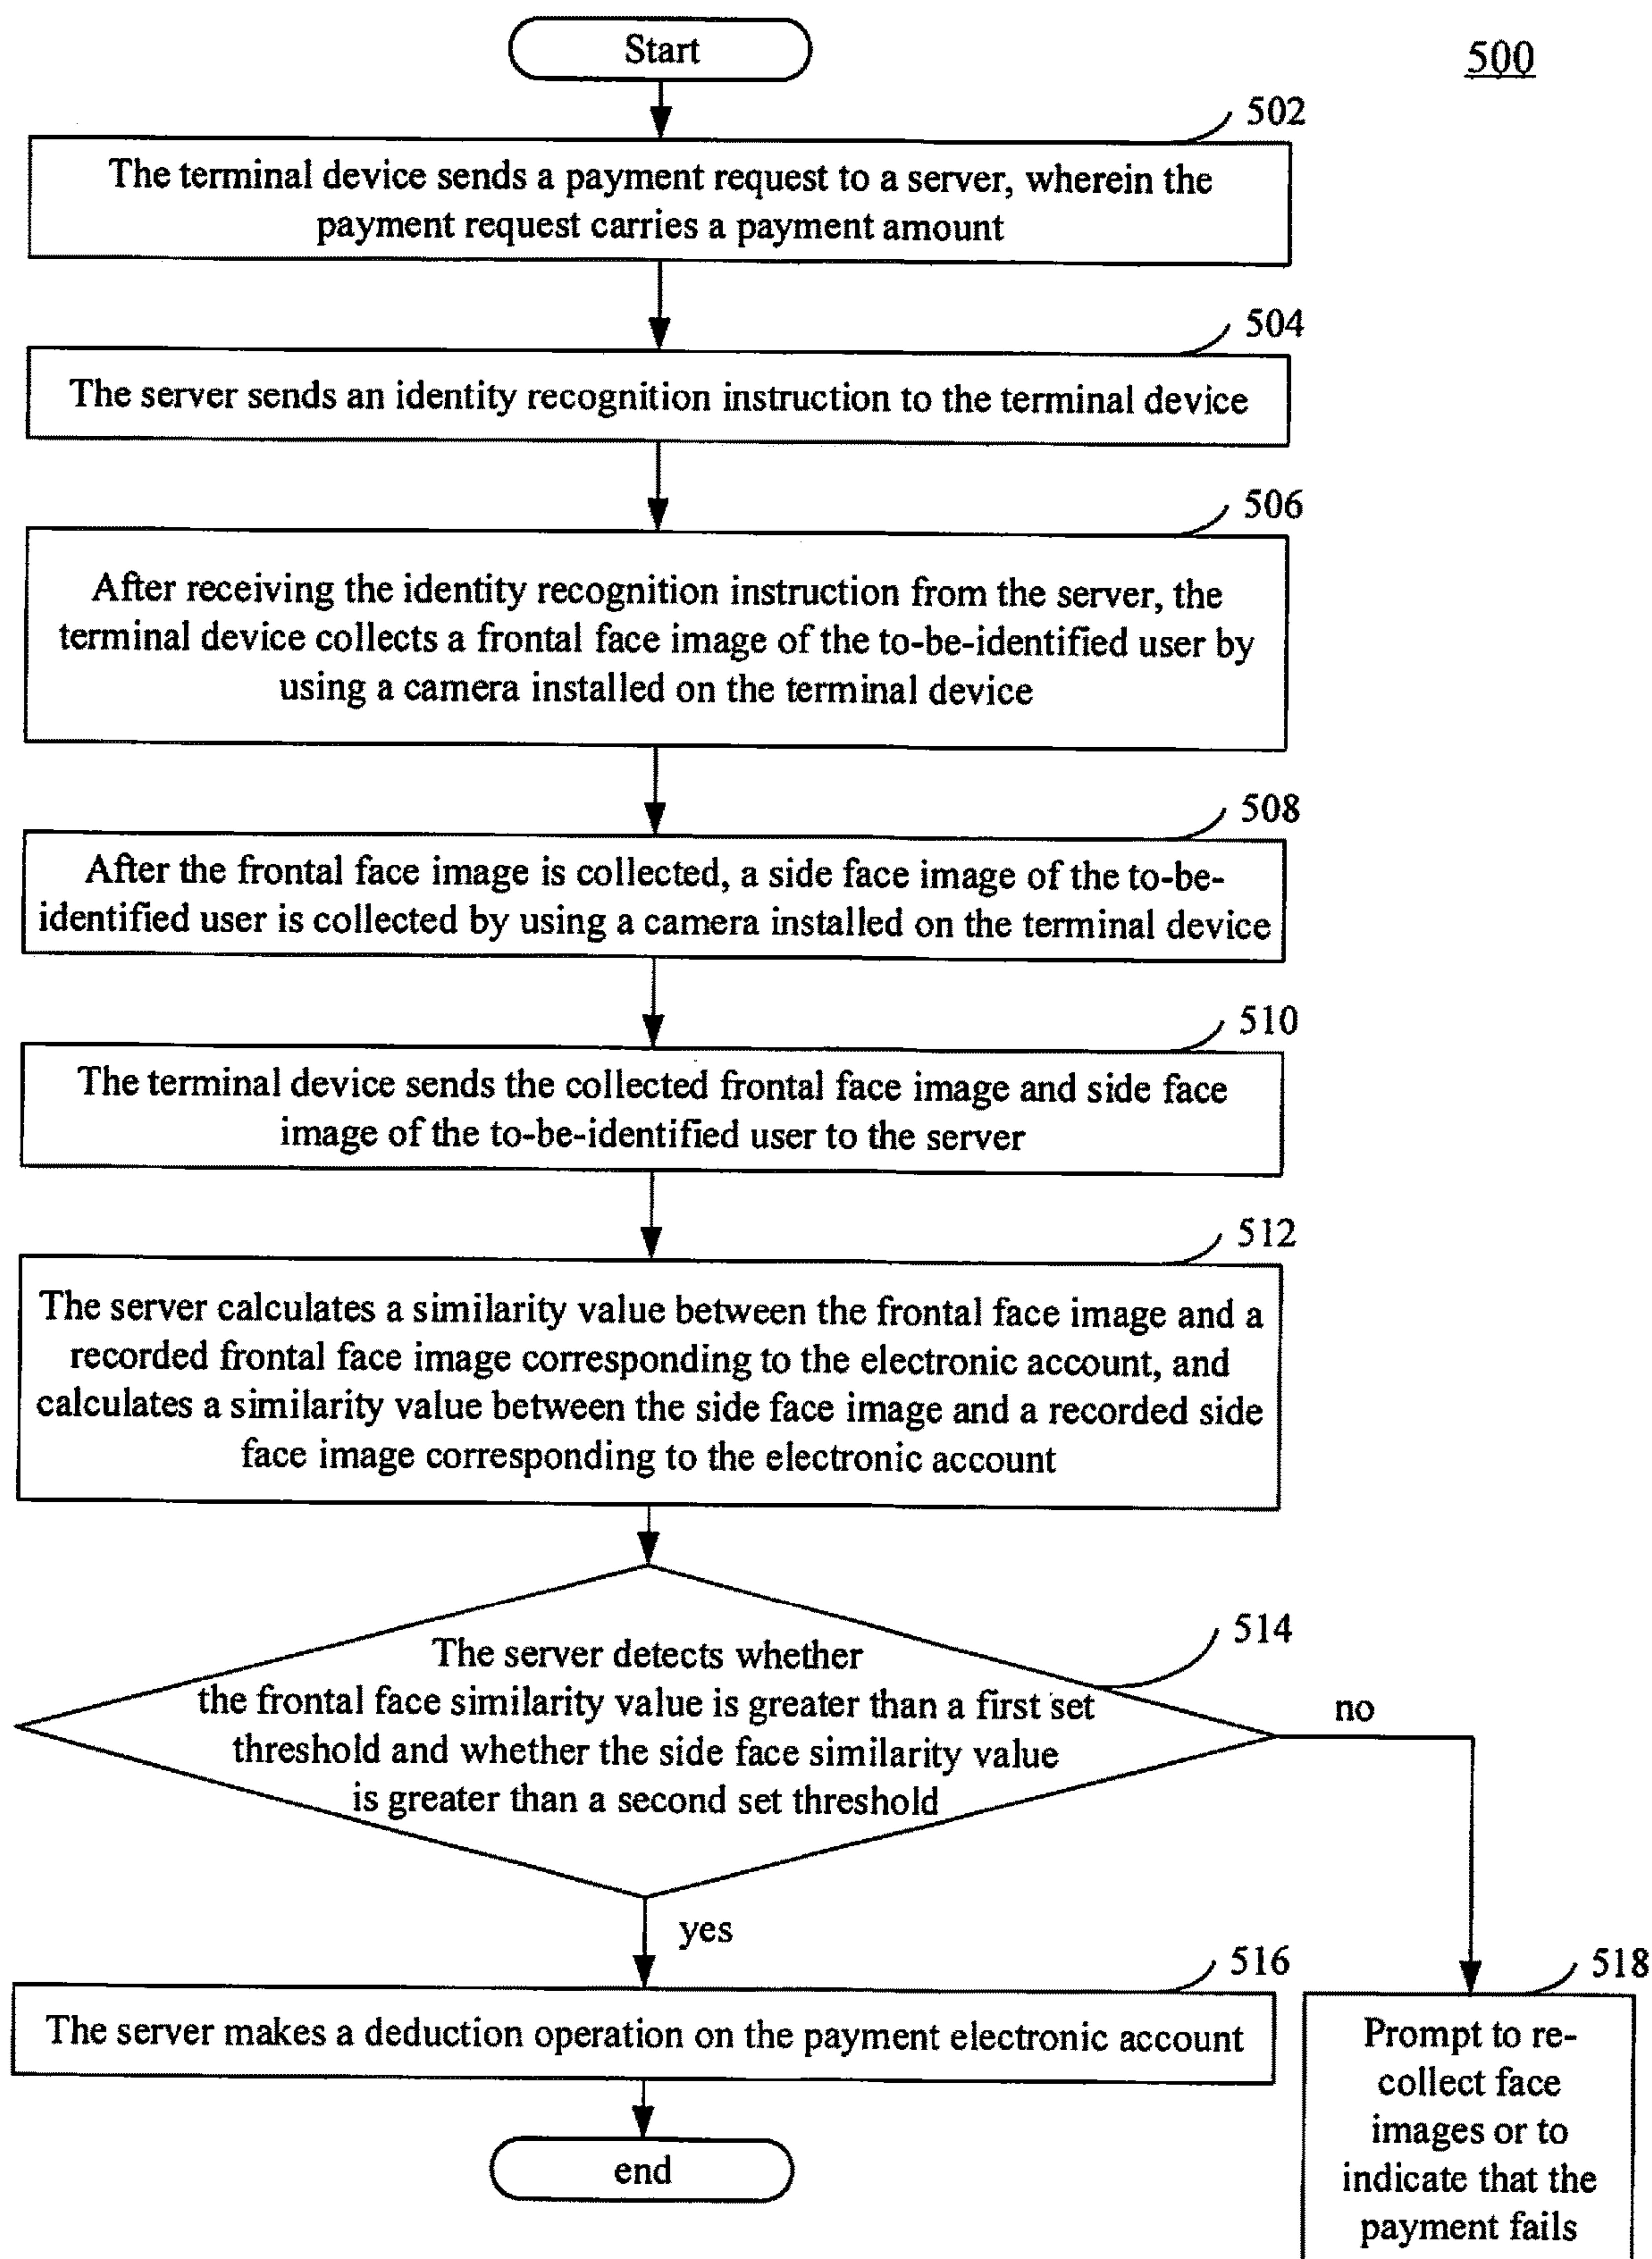 Start
500
502
The terminal device sends a payment request to a server, wherein the
payment request carries a payment amount
504
The server sends an identity recognition instruction to the terminal device
506
After receiving the identity recognition instruction from the server, the
terminal device collects a frontal face image of the to-be-identified user by
using a camera installed on the terminal device
508
After the frontal face image is collected, a side face image of the to-be-
identified user is collected by using a camera installed on the terminal device
510
The terminal device sends the collected frontal face image and side face
image of the to-be-identified user to the server
512
The server calculates a similarity value between the frontal face image and a
recorded frontal face image corresponding to the electronic account, and
calculates a similarity value between the side face image and a recorded side
face image corresponding to the electronic account
514
The server detects whether
the frontal face similarity value is greater than a first set
threshold and whether the side face similarity value
is greater than a second set threshold
no
yes
516
The server makes a deduction operation on the payment electronic account
518
Prompt to re-
collect face
images or to
indicate that the
payment fails
end